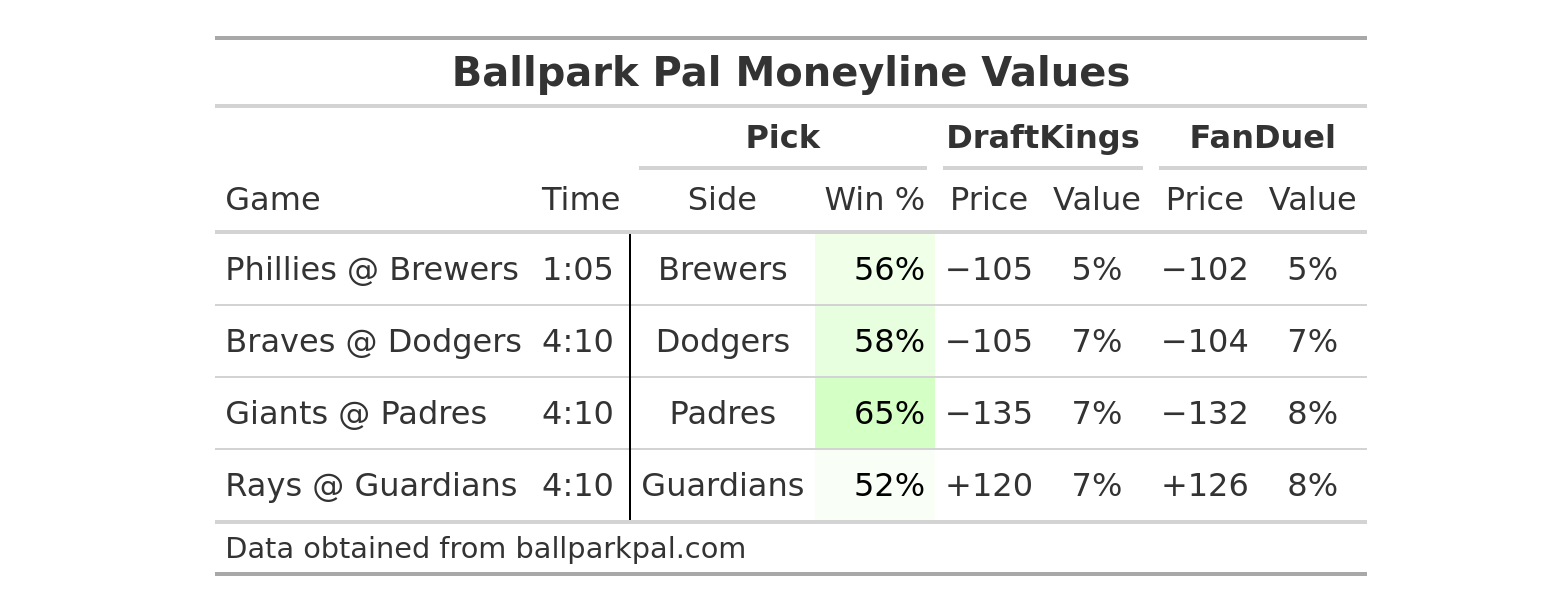 Ballpark Pal Moneyline Values
Pick DraftKings FanDuel
Game Time Side Win % Price Value Price Value
Phillies @ Brewers 1:05 Brewers 56% −105 5% −102 5%
Braves @ Dodgers 4:10 Dodgers 58% −105 7% −104 7%
Giants @ Padres 4:10 Padres 65% −135 7% −132 8%
Rays @ Guardians 4:10 Guardians 52% +120 7% +126 8%
Data obtained from ballparkpal.com